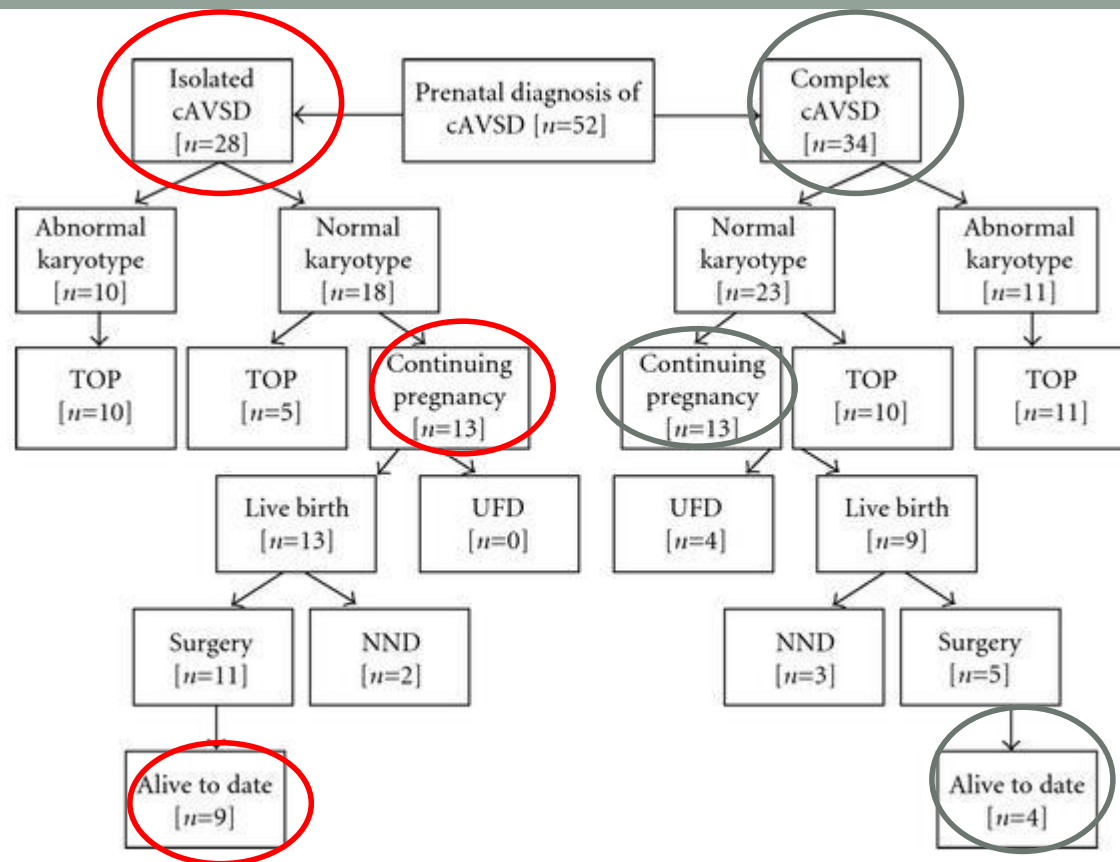 Isolated
cAVSD
[n=28]
Prenatal diagnosis of
cAVSD [n=52]
Complex
cAVSD
[n=34]
Abnormal
karyotype
[n=10]
Normal
karyotype
[n=18]
Normal
karyotype
[n=23]
Abnormal
karyotype
[n=11]
TOP
[n=10]
TOP
[n=5]
Continuing
pregnancy
[n=13]
Continuing
pregnancy
[n=13]
TOP
[n=10]
TOP
[n=11]
Live birth
[n=13]
UFD
[n=0]
UFD
[n=4]
Live birth
[n=9]
Surgery
[n=11]
NND
[n=2]
NND
[n=3]
Surgery
[n=5]
Alive to date
[n=9]
Alive to date
[n=4]